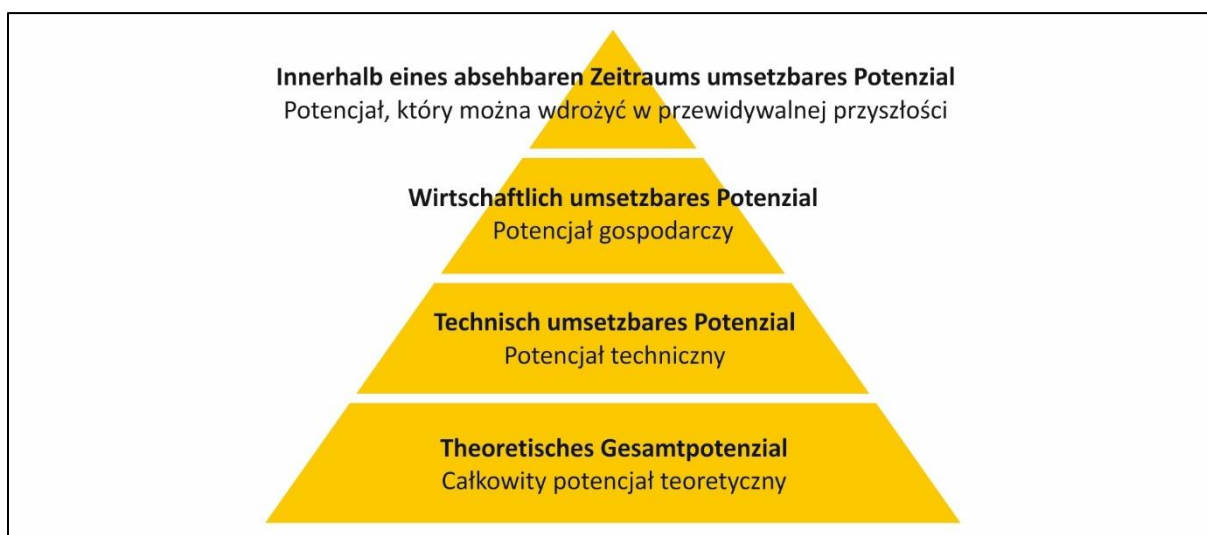 Innerhalb eines absehbaren Zeitraums umsetzbares Potenzial
Potencjał, który można wdrożyć w przewidywalnej przyszłości
Wirtschaftlich umsetzbares Potenzial
Potencjał gospodarczy
Technisch umsetzbares Potenzial
Potencjał techniczny
Theoretisches Gesamtpotenzial
Całkowity potencjał teoretyczny